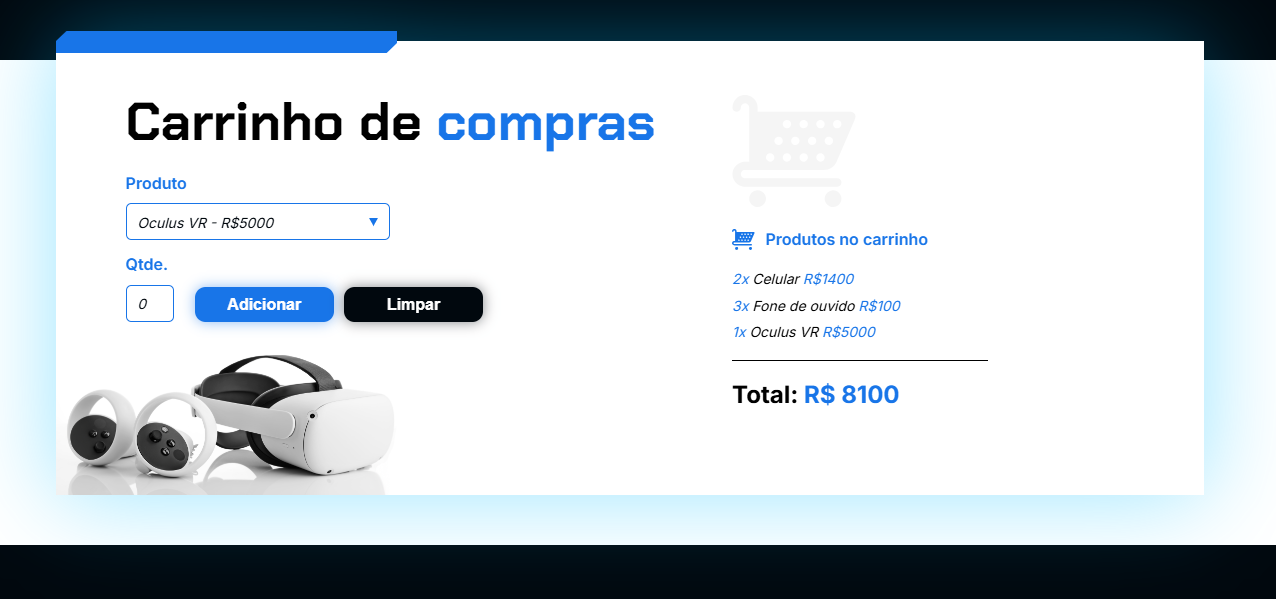 Carrinho de compras
Produto
Oculus VR - R$5000
Qtde.
0
Adicionar
Limpar
Produtos no carrinho
2x Celular R$1400
3x Fone de ouvido R$100
1x Oculus VR R$5000
Total: R$ 8100